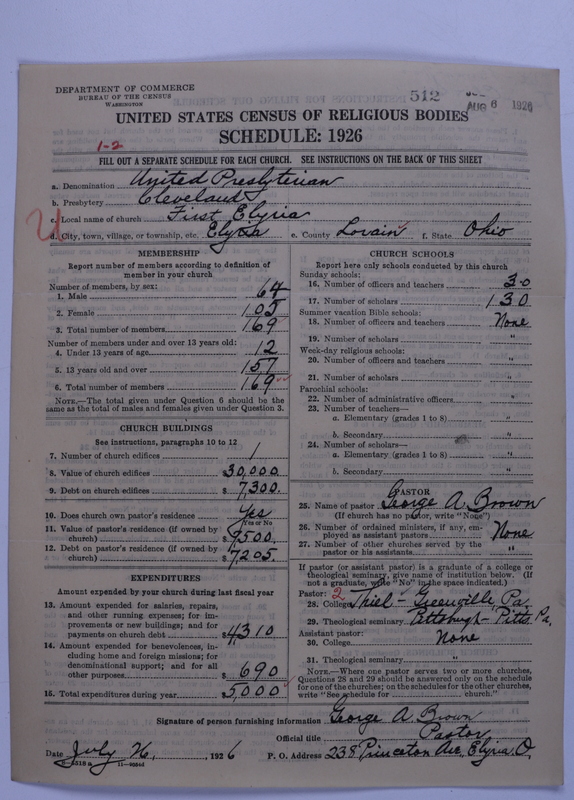 DEPARTMENT OF COMMERCE
BUREAU OF THE CENSUS
WASHINGTON
512
AUG 6 1926
UNITED STATES CENSUS OF RELIGIOUS BODIES
SCHEDULE: 1926
1-2
FILL OUT A SEPARATE SCHEDULE FOR EACH CHURCH. SEE INSTRUCTIONS ON THE BACK OF THIS SHEET
a. Denomination United Presbyterian
b. Presbytery Cleveland
c. Local name of church First Elyria
d. City, town, village, or township, etc. Elyria e. County Lorain f. State Ohio
MEMBERSHIP
Report number of members according to definition of
member in your church
Number of members, by sex:
1. Male 64
2. Female 105
3. Total number of members 169
Number of members under and over 13 years old:
4. Under 13 years of age 12
5. 13 years old and over 157
6. Total number of members 169
NOTE.—The total given under Question 6 should be
same as the total of males and females given under Question 3.
CHURCH BUILDINGS
See instructions, paragraphs 10 to 12
7. Number of church edifices 1
8. Value of church edifices $30,000.
9. Debt on church edifices $ 7,300.
10. Does church own pastor's residence? Yes
Yes or No
11. Value of pastor's residence (if owned by
church) $9500.
12. Debt on pastor's residence (if owned by
church) $7205.
EXPENDITURES
Amount expended by your church during last fiscal year
13. Amount expended for salaries, repairs,
and other running expenses; for im-
provements or new buildings; and for
payments on church debt $4,310
14. Amount expended for benevolences, in-
cluding home and foreign missions; for
denominational support; and for all
other purposes $ 690
15. Total expenditures during year $5,000
CHURCH SCHOOLS
Report here only schools conducted by this church
Sunday schools:
16. Number of officers and teachers 30
17. Number of scholars 130
Summer vacation Bible schools:
18. Number of officers and teachers None
19. Number of scholars "
Week-day religious schools:
20. Number of officers and teachers "
21. Number of scholars "
Parochial schools:
22. Number of administrative officers "
23. Number of teachers—
a. Elementary (grades 1 to 8) "
b. Secondary "
24. Number of scholars—
a. Elementary (grades 1 to 8) "
b. Secondary "
PASTOR
25. Name of pastor George A. Brown
(If church has no pastor, write "None")
26. Number of ordained ministers, if any, em-
ployed as assistant pastors None
27. Number of other churches served by the
pastor or his assistants "
If pastor (or assistant pastor) is a graduate of a college or
theological seminary, give name of institution below. (If
not a graduate, write "No" in the space indicated.)
Pastor: 2
28. College Thiel - Greenville, Pa.
29. Theological seminary Pittsburgh - Pitts. Pa.
Assistant pastor:
30. College None
31. Theological seminary "
NOTE.—Where one pastor serves two or more churches,
Questions 28 and 29 should be answered only on the schedule
for one of the churches; on the schedules for the other churches,
write "See schedule for church."
Signature of person furnishing information George A. Brown
Official title Pastor
Date July 26, 1926 P. O. Address 238 Princeton Ave, Elyria, O.